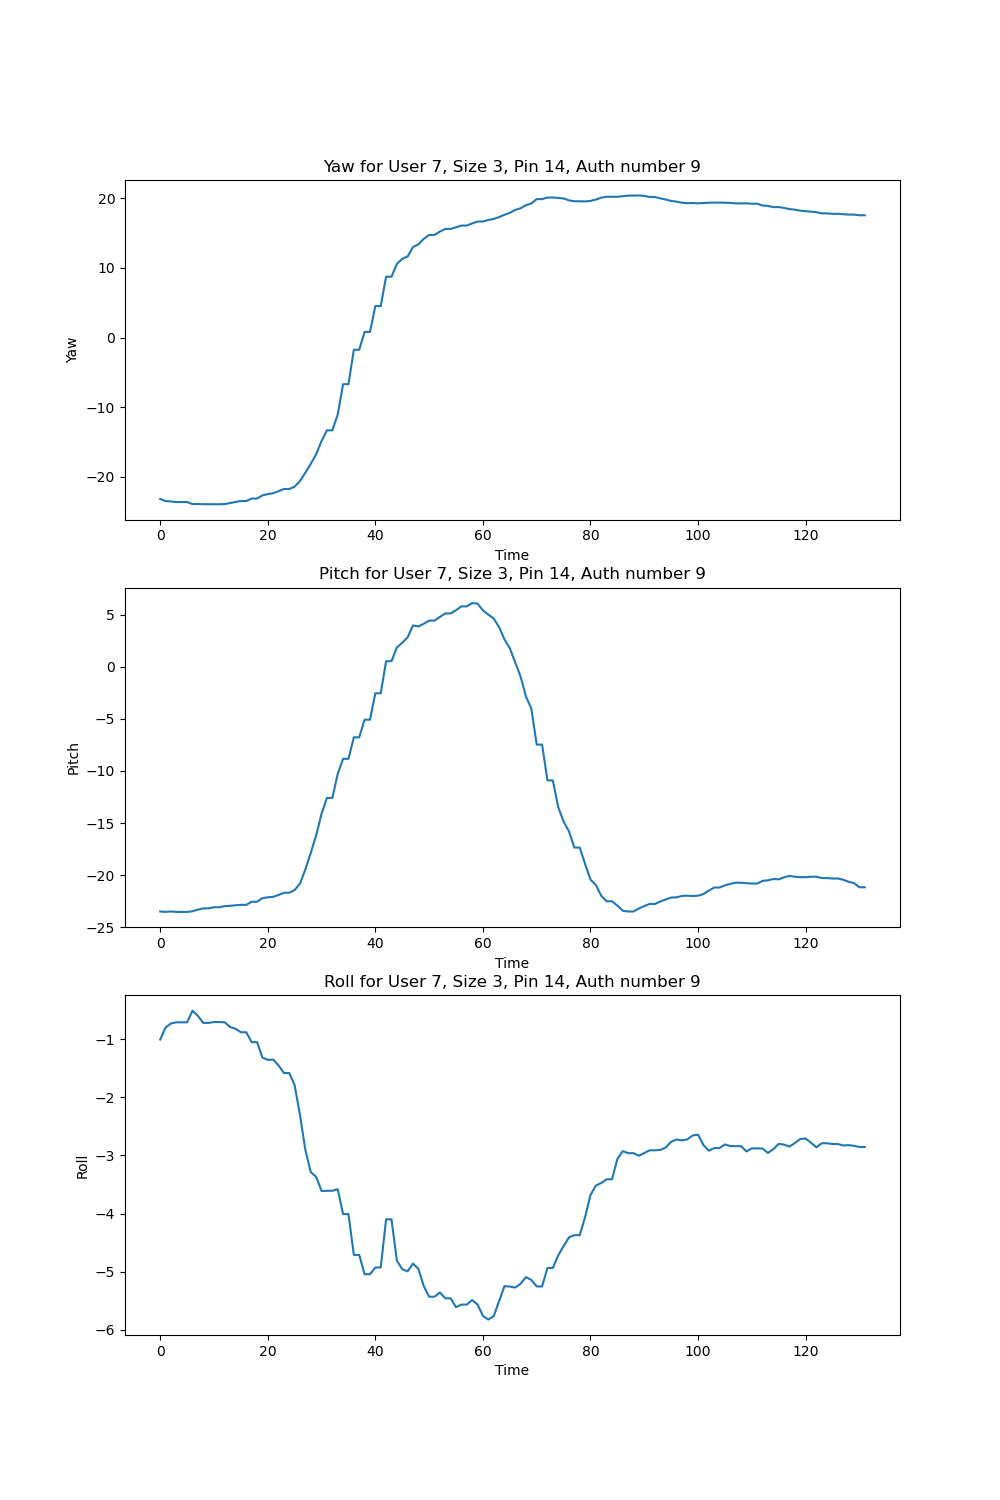 Yaw for User 7, Size 3, Pin 14, Auth number 9
20
10
0
−10
−20
Yaw
0 20 40 60 80 100 120
Time
Pitch for User 7, Size 3, Pin 14, Auth number 9
5
0
−5
−10
−15
−20
−25
Pitch
0 20 40 60 80 100 120
Time
Roll for User 7, Size 3, Pin 14, Auth number 9
−1
−2
−3
−4
−5
−6
Roll
0 20 40 60 80 100 120
Time